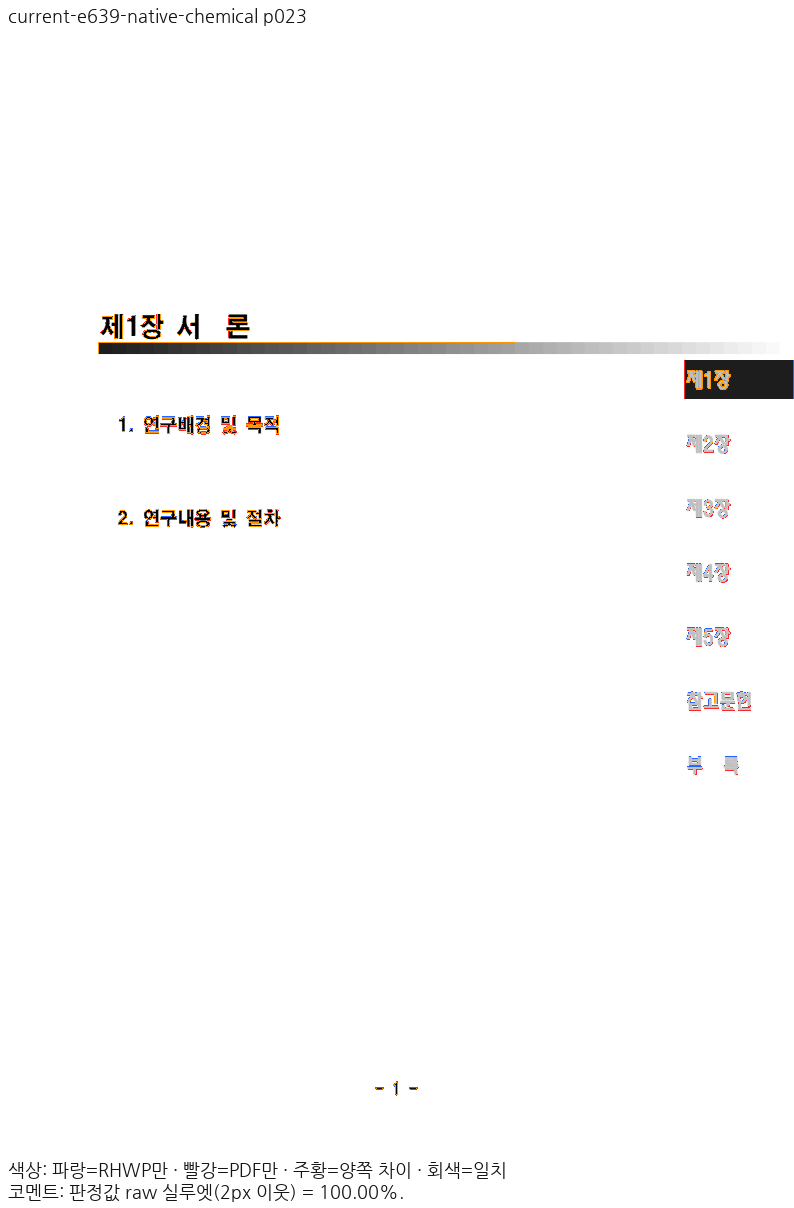 current-e639-native-chemical p023
제1장 서 론
제1장
1. 연구배경 및 목적
제2장
제3장
2. 연구내용 및 절차
제4장
제5장
참고문헌
부 록
- 1 -
색상: 파랑=RHWP만 · 빨강=PDF만 · 주황=양쪽 차이 · 회색=일치
코멘트: 판정값 raw 실루엣(2px 이웃) = 100.00%.